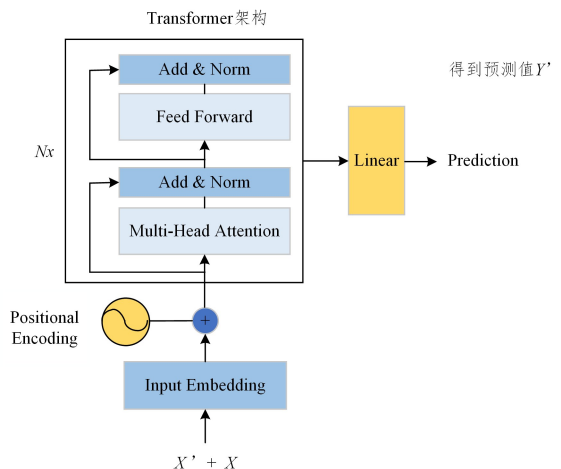 Transformer架构
Add & Norm
得到预测值Y’
Feed Forward
Nx
Add & Norm
Linear
Prediction
Multi-Head Attention
Positional
Encoding
+
Input Embedding
X’ + X